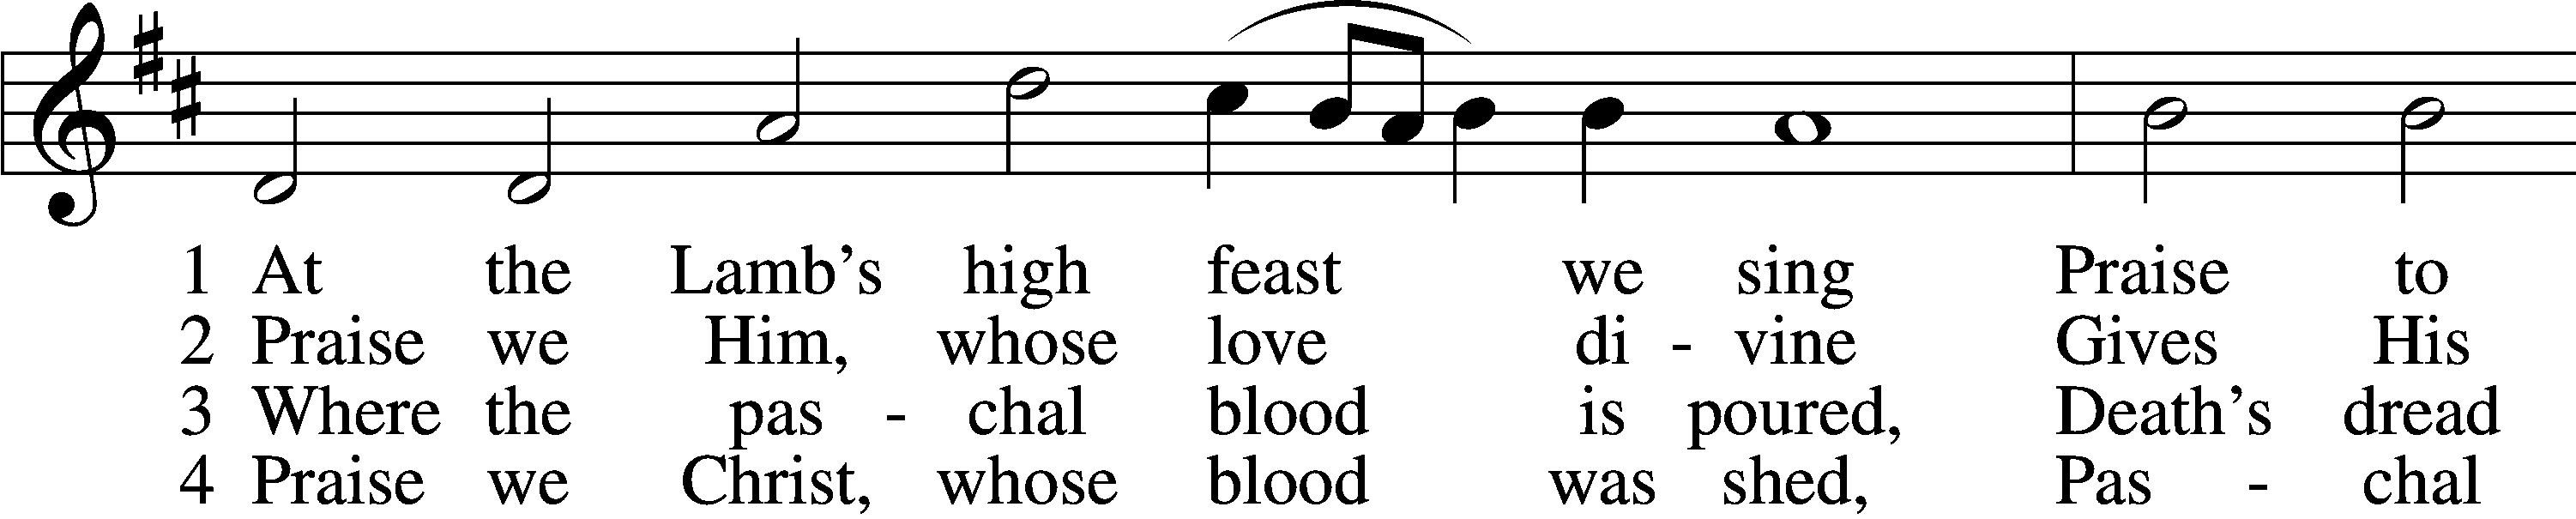 1 At the Lamb’s high feast we sing Praise to
2 Praise we Him, whose love di - vine Gives His
3 Where the pas - chal blood is poured, Death’s dread
4 Praise we Christ, whose blood was shed, Pas - chal